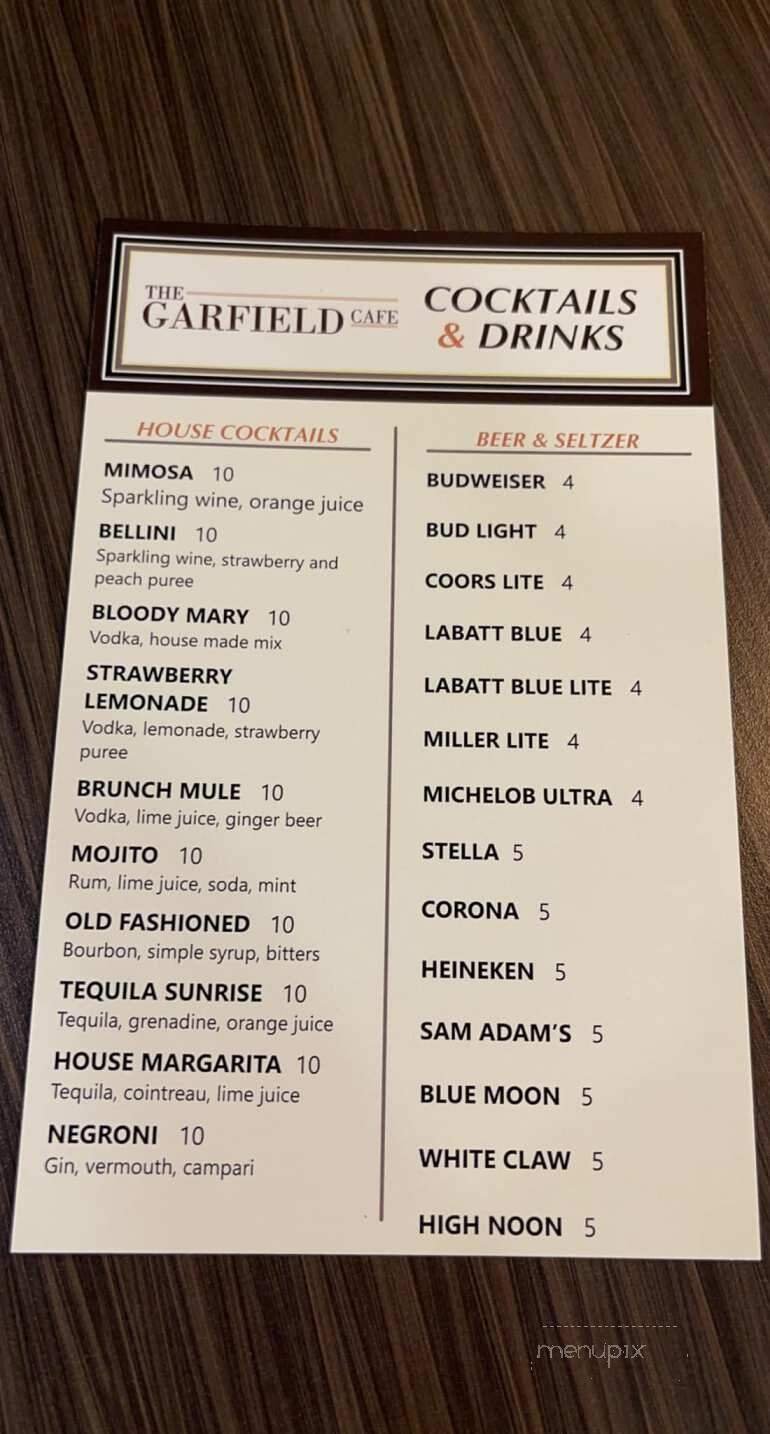 THE
GARFIELD CAFE
COCKTAILS
& DRINKS
HOUSE COCKTAILS
MIMOSA 10
Sparkling wine, orange juice
BELLINI 10
Sparkling wine, strawberry and
peach puree
BLOODY MARY 10
Vodka, house made mix
STRAWBERRY
LEMONADE 10
Vodka, lemonade, strawberry
puree
BRUNCH MULE 10
Vodka, lime juice, ginger beer
MOJITO 10
Rum, lime juice, soda, mint
OLD FASHIONED 10
Bourbon, simple syrup, bitters
TEQUILA SUNRISE 10
Tequila, grenadine, orange juice
HOUSE MARGARITA 10
Tequila, cointreau, lime juice
NEGRONI 10
Gin, vermouth, campari
BEER & SELTZER
BUDWEISER 4
BUD LIGHT 4
COORS LITE 4
LABATT BLUE 4
LABATT BLUE LITE 4
MILLER LITE 4
MICHELOB ULTRA 4
STELLA 5
CORONA 5
HEINEKEN 5
SAM ADAM'S 5
BLUE MOON 5
WHITE CLAW 5
HIGH NOON 5
menupix